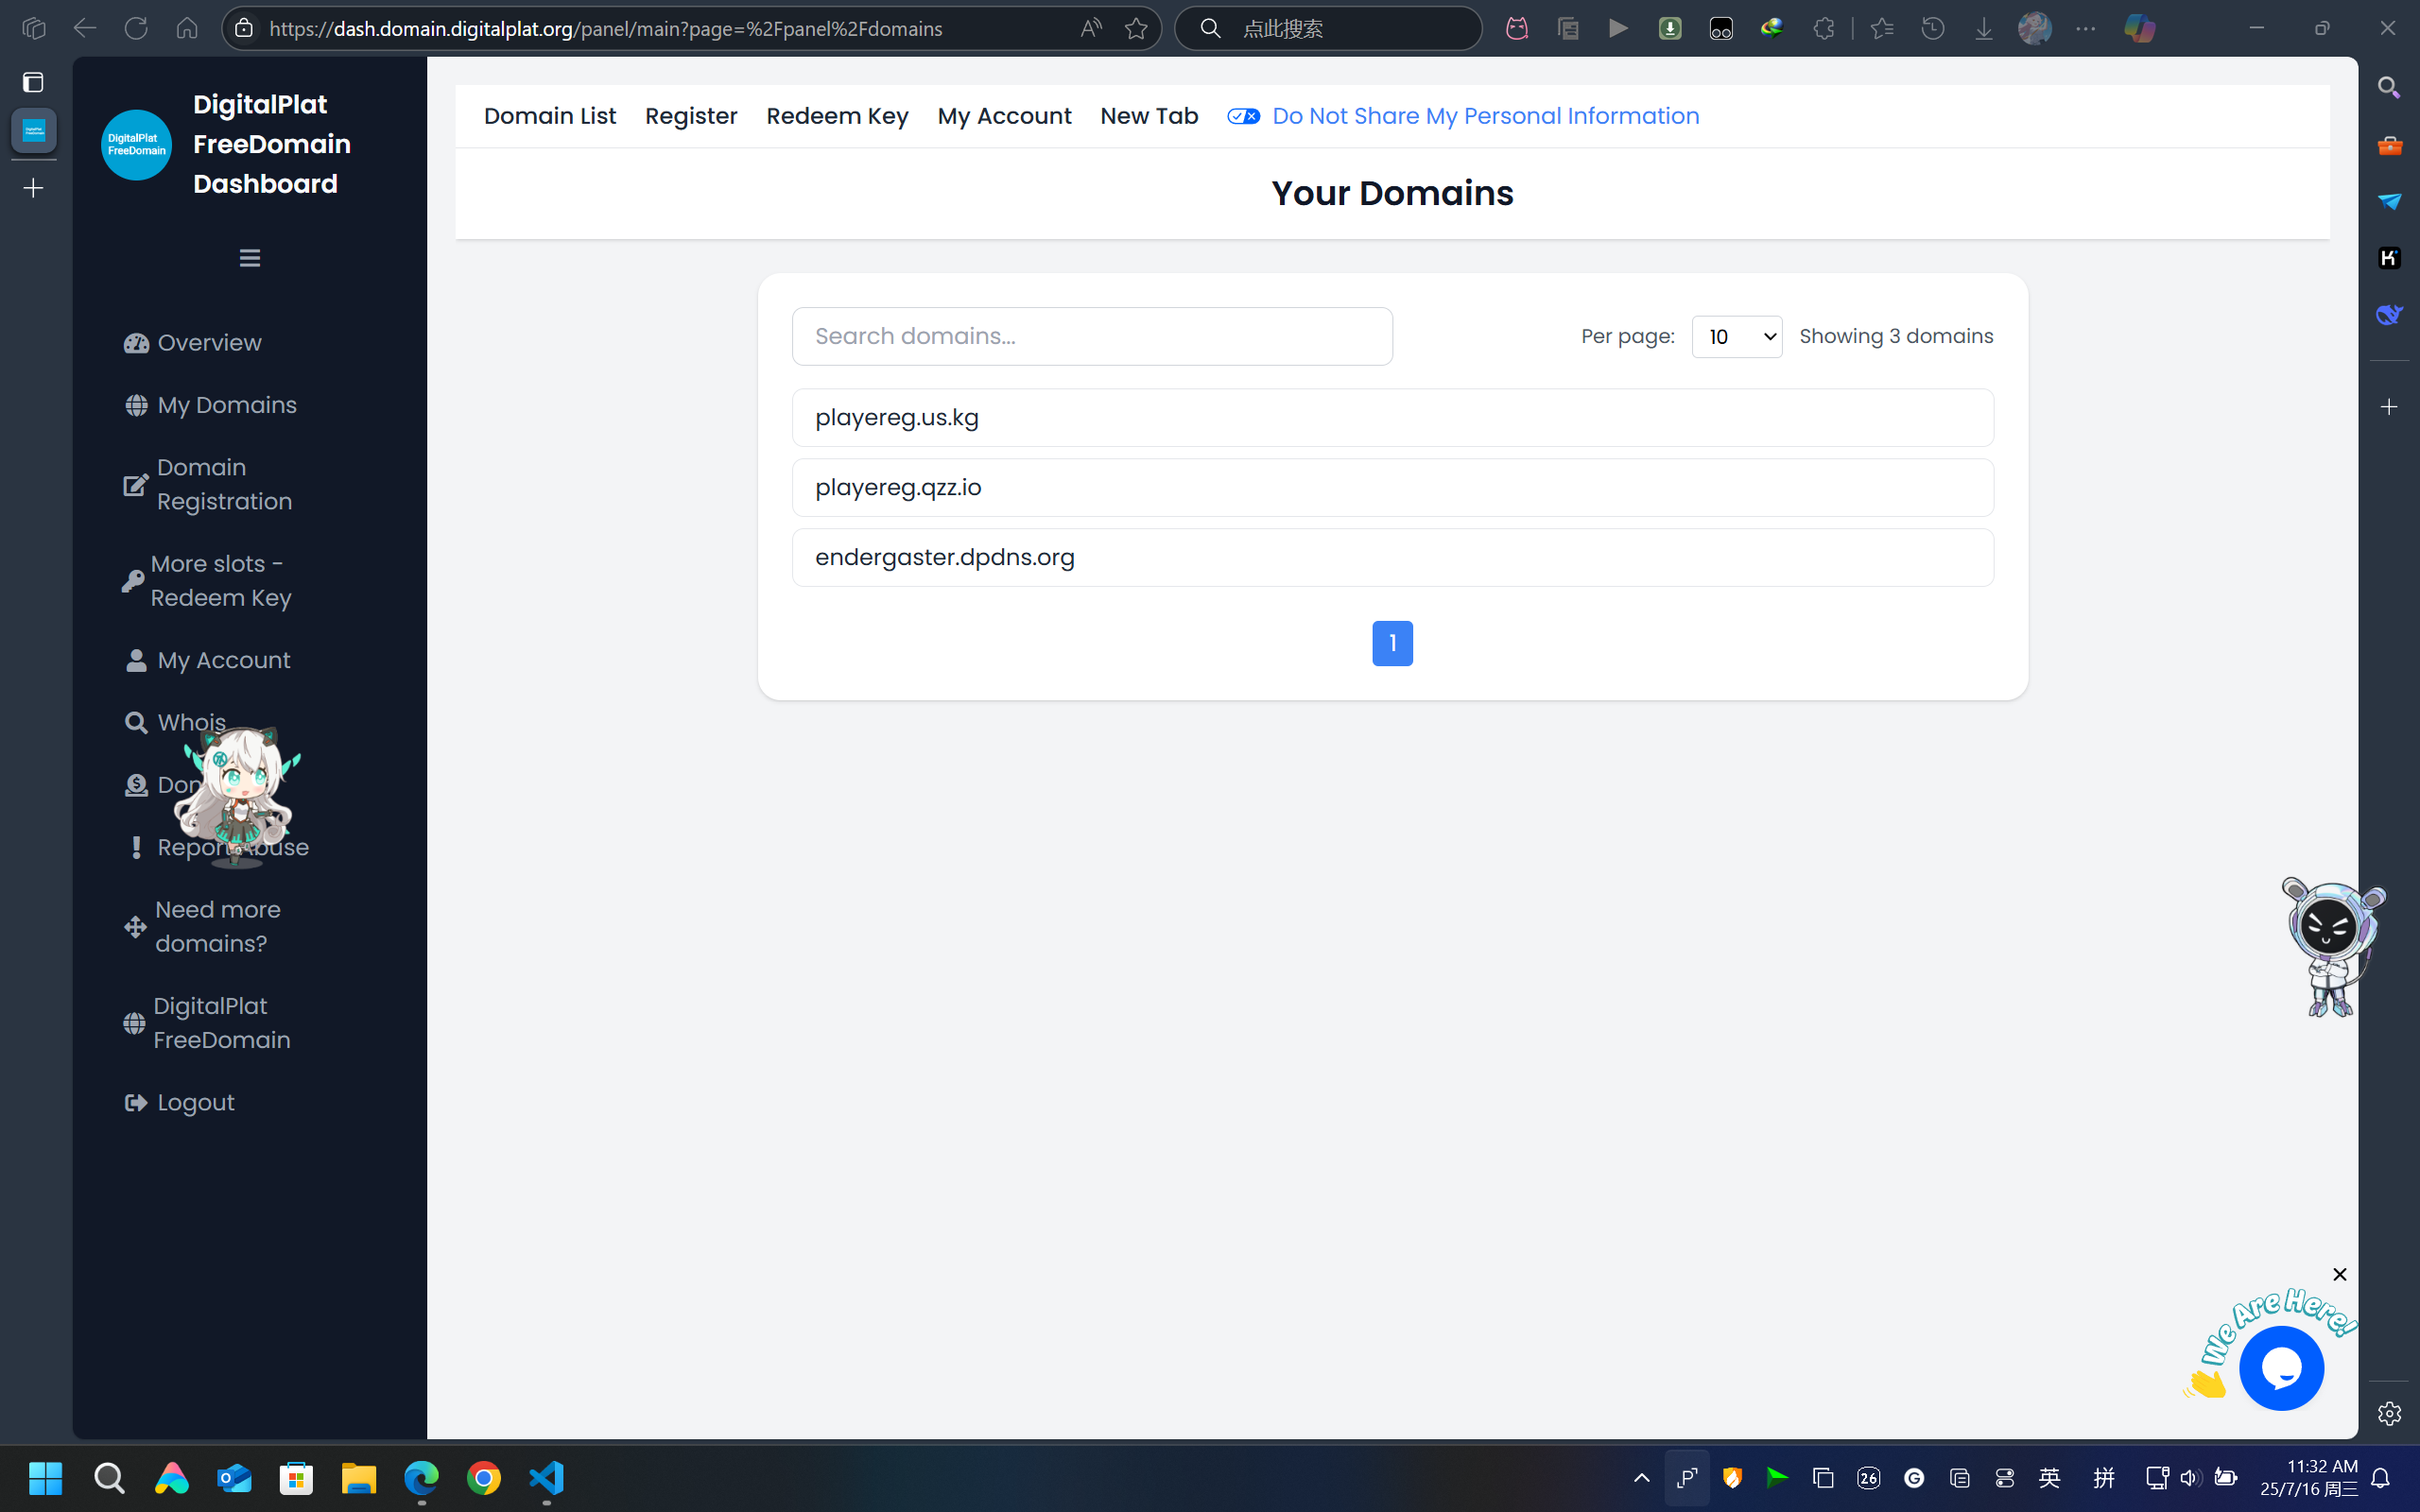 https://dash.domain.digitalplat.org/panel/main?page=%2Fpanel%2Fdomains
点此搜索
DigitalPlat
FreeDomain
DigitalPlat
FreeDomain
Dashboard
Overview
My Domains
Domain
Registration
More slots -
Redeem Key
My Account
Whois
Don
Report Abuse
Need more
domains?
DigitalPlat
FreeDomain
Logout
Domain List
Register
Redeem Key
My Account
New Tab
Do Not Share My Personal Information
Your Domains
Search domains...
Per page:
10
Showing 3 domains
playereg.us.kg
playereg.qzz.io
endergaster.dpdns.org
1
We Are Here!
26
英
拼
11:32 AM
25/7/16 周三